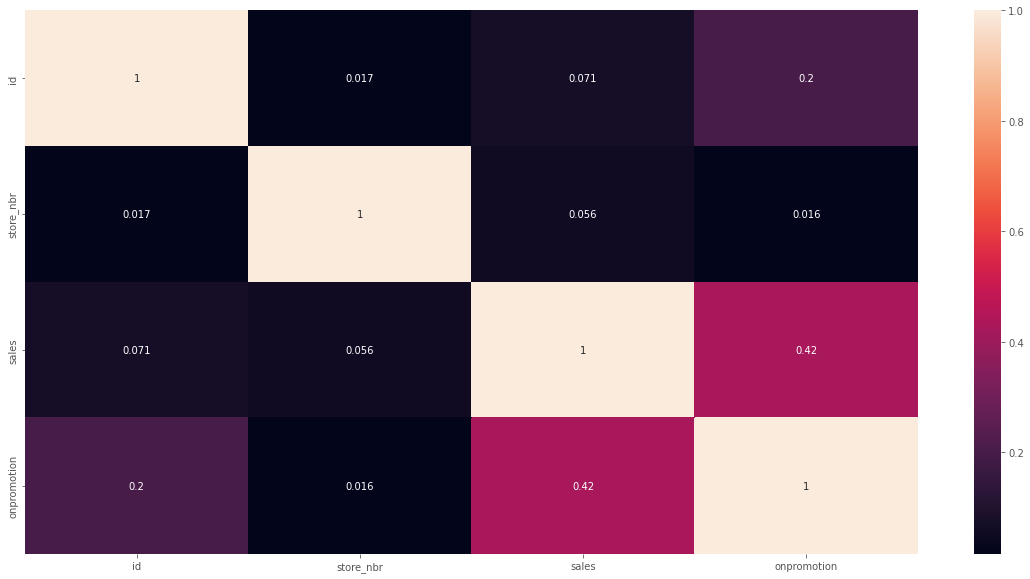 id 1 0.017 0.071 0.2
store_nbr 0.017 1 0.056 0.016
sales 0.071 0.056 1 0.42
onpromotion 0.2 0.016 0.42 1
id store_nbr sales onpromotion
1.0
0.8
0.6
0.4
0.2